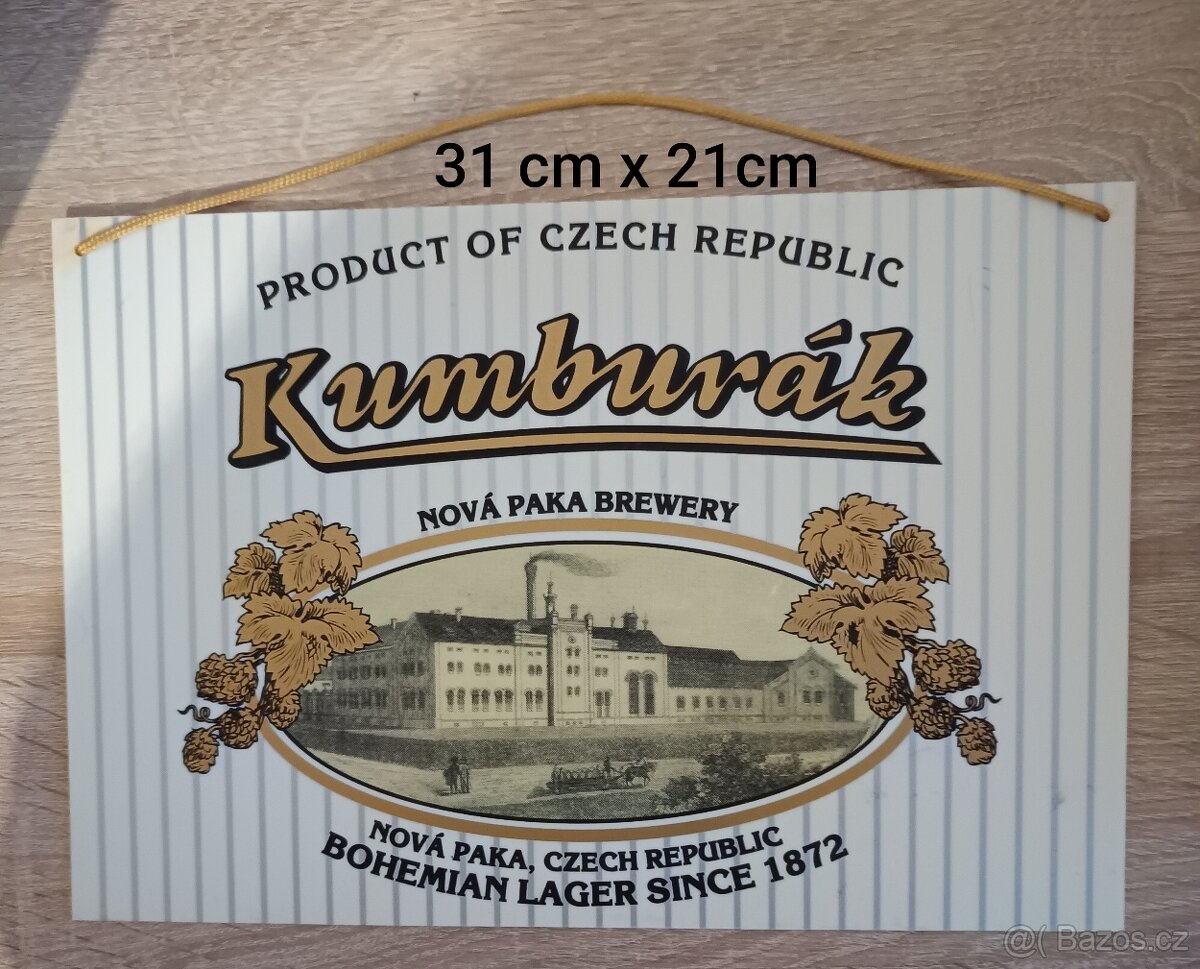 31 cm x 21cm
PRODUCT OF CZECH REPUBLIC
Kumburák
NOVÁ PAKA BREWERY
NOVÁ PAKA, CZECH REPUBLIC
BOHEMIAN LAGER SINCE 1872
@( Bazos.cz